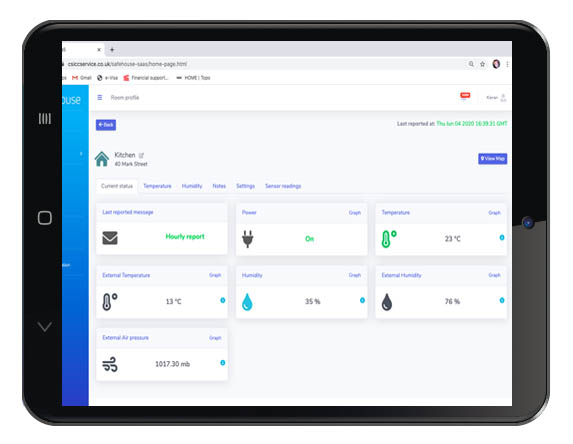 csiccservice.co.uk/safehouse-saas/home-page.html
Gmail e-Visa Financial support... HOME | Topo
ouse
Room profile
Kieran
Back
Last reported at: Thu Jun 04 2020 16:39:31 GMT
Kitchen
40 Mark Street
View Map
Current status Temperature Humidity Notes Settings Sensor readings
Last reported message
Hourly report
Power Graph
On
Temperature Graph
23 °C
External Temperature Graph
13 °C
Humidity Graph
35 %
External Humidity Graph
76 %
External Air pressure Graph
1017.30 mb